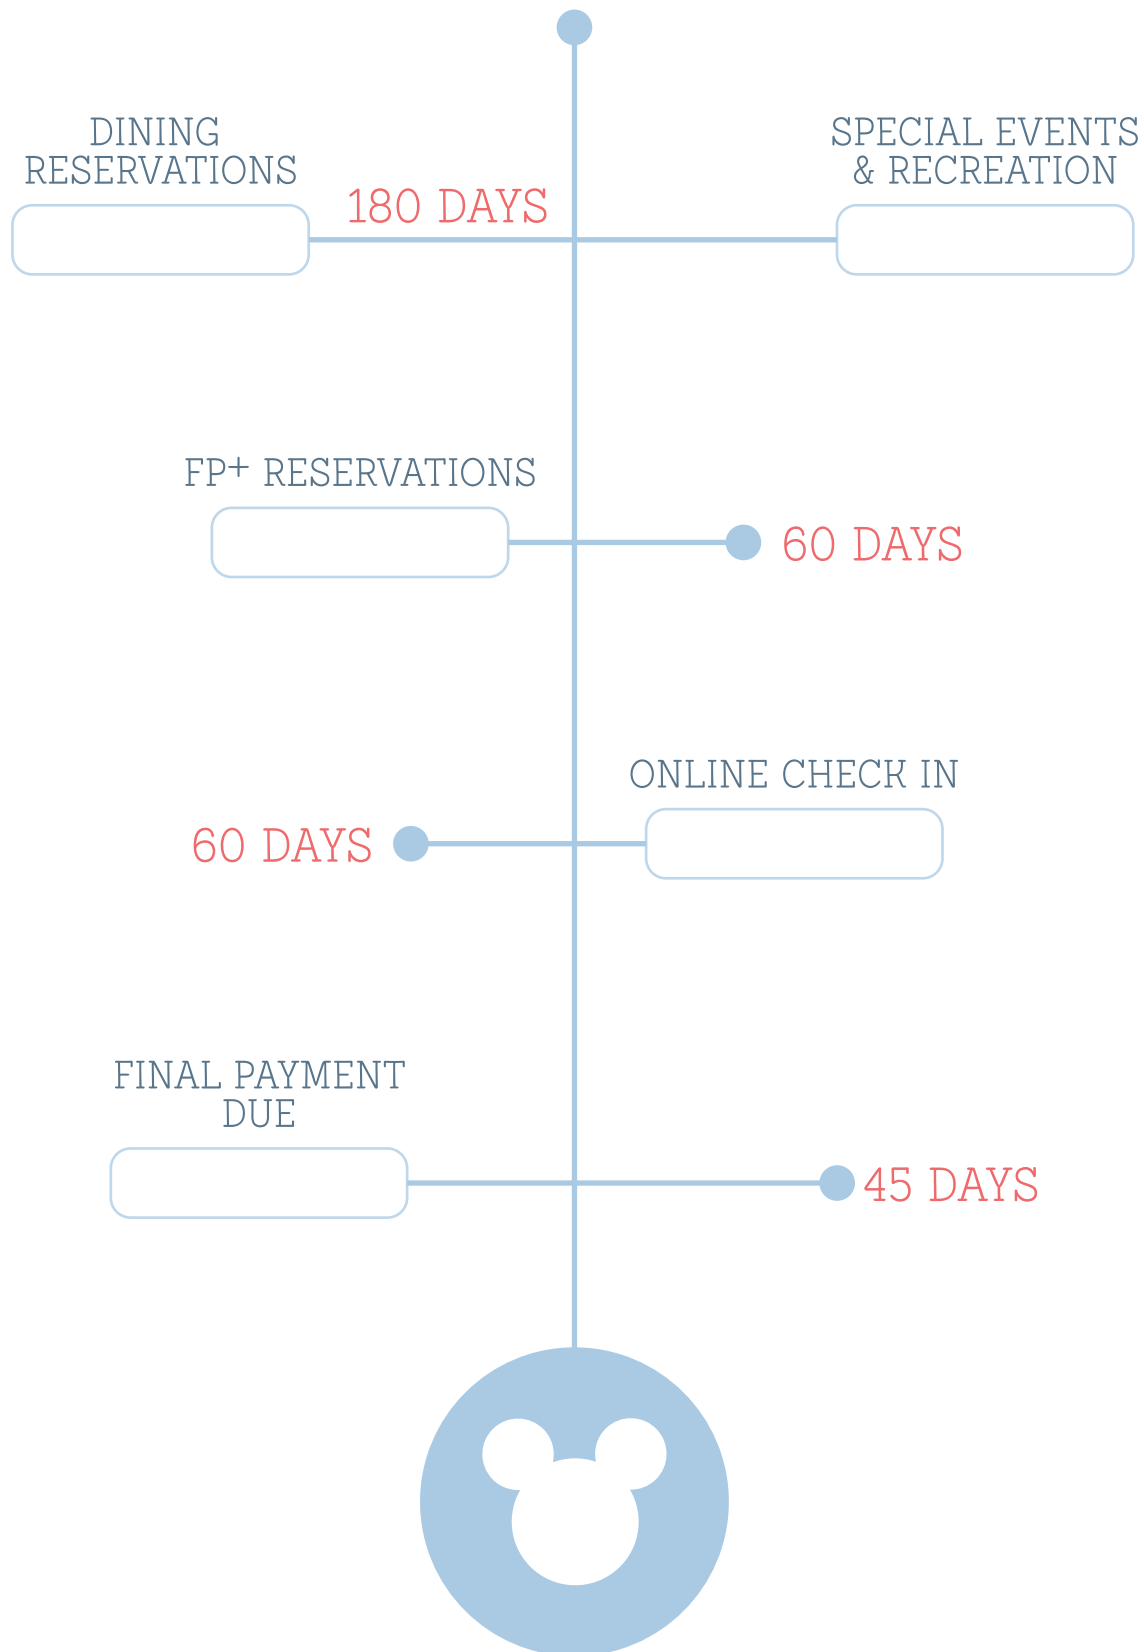 DINING
RESERVATIONS
SPECIAL EVENTS
& RECREATION
180 DAYS
FP+ RESERVATIONS
60 DAYS
ONLINE CHECK IN
60 DAYS
FINAL PAYMENT
DUE
45 DAYS